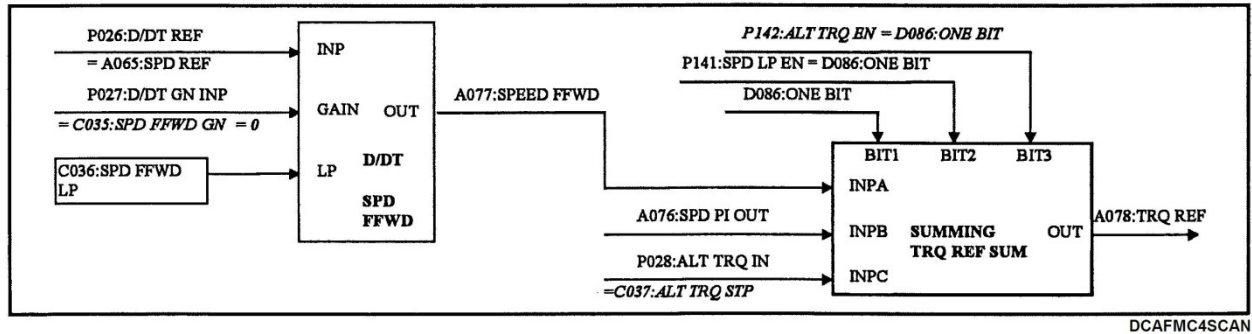 P026:D/DT REF
= A065:SPD REF
P027:D/DT GN INP
= C035:SPD FFWD GN = 0
C036:SPD FFWD
LP
INP
GAIN OUT
LP D/DT
SPD
FFWD
A077:SPEED FFWD
P142:ALT TRQ EN = D086:ONE BIT
P141:SPD LP EN = D086:ONE BIT
D086:ONE BIT
BIT1 BIT2 BIT3
INPA
A076:SPD PI OUT
INPB SUMMING OUT
TRQ REF SUM
P028:ALT TRQ IN
=C037:ALT TRQ STP
INPC
A078:TRQ REF
DCAFMC4SCAN